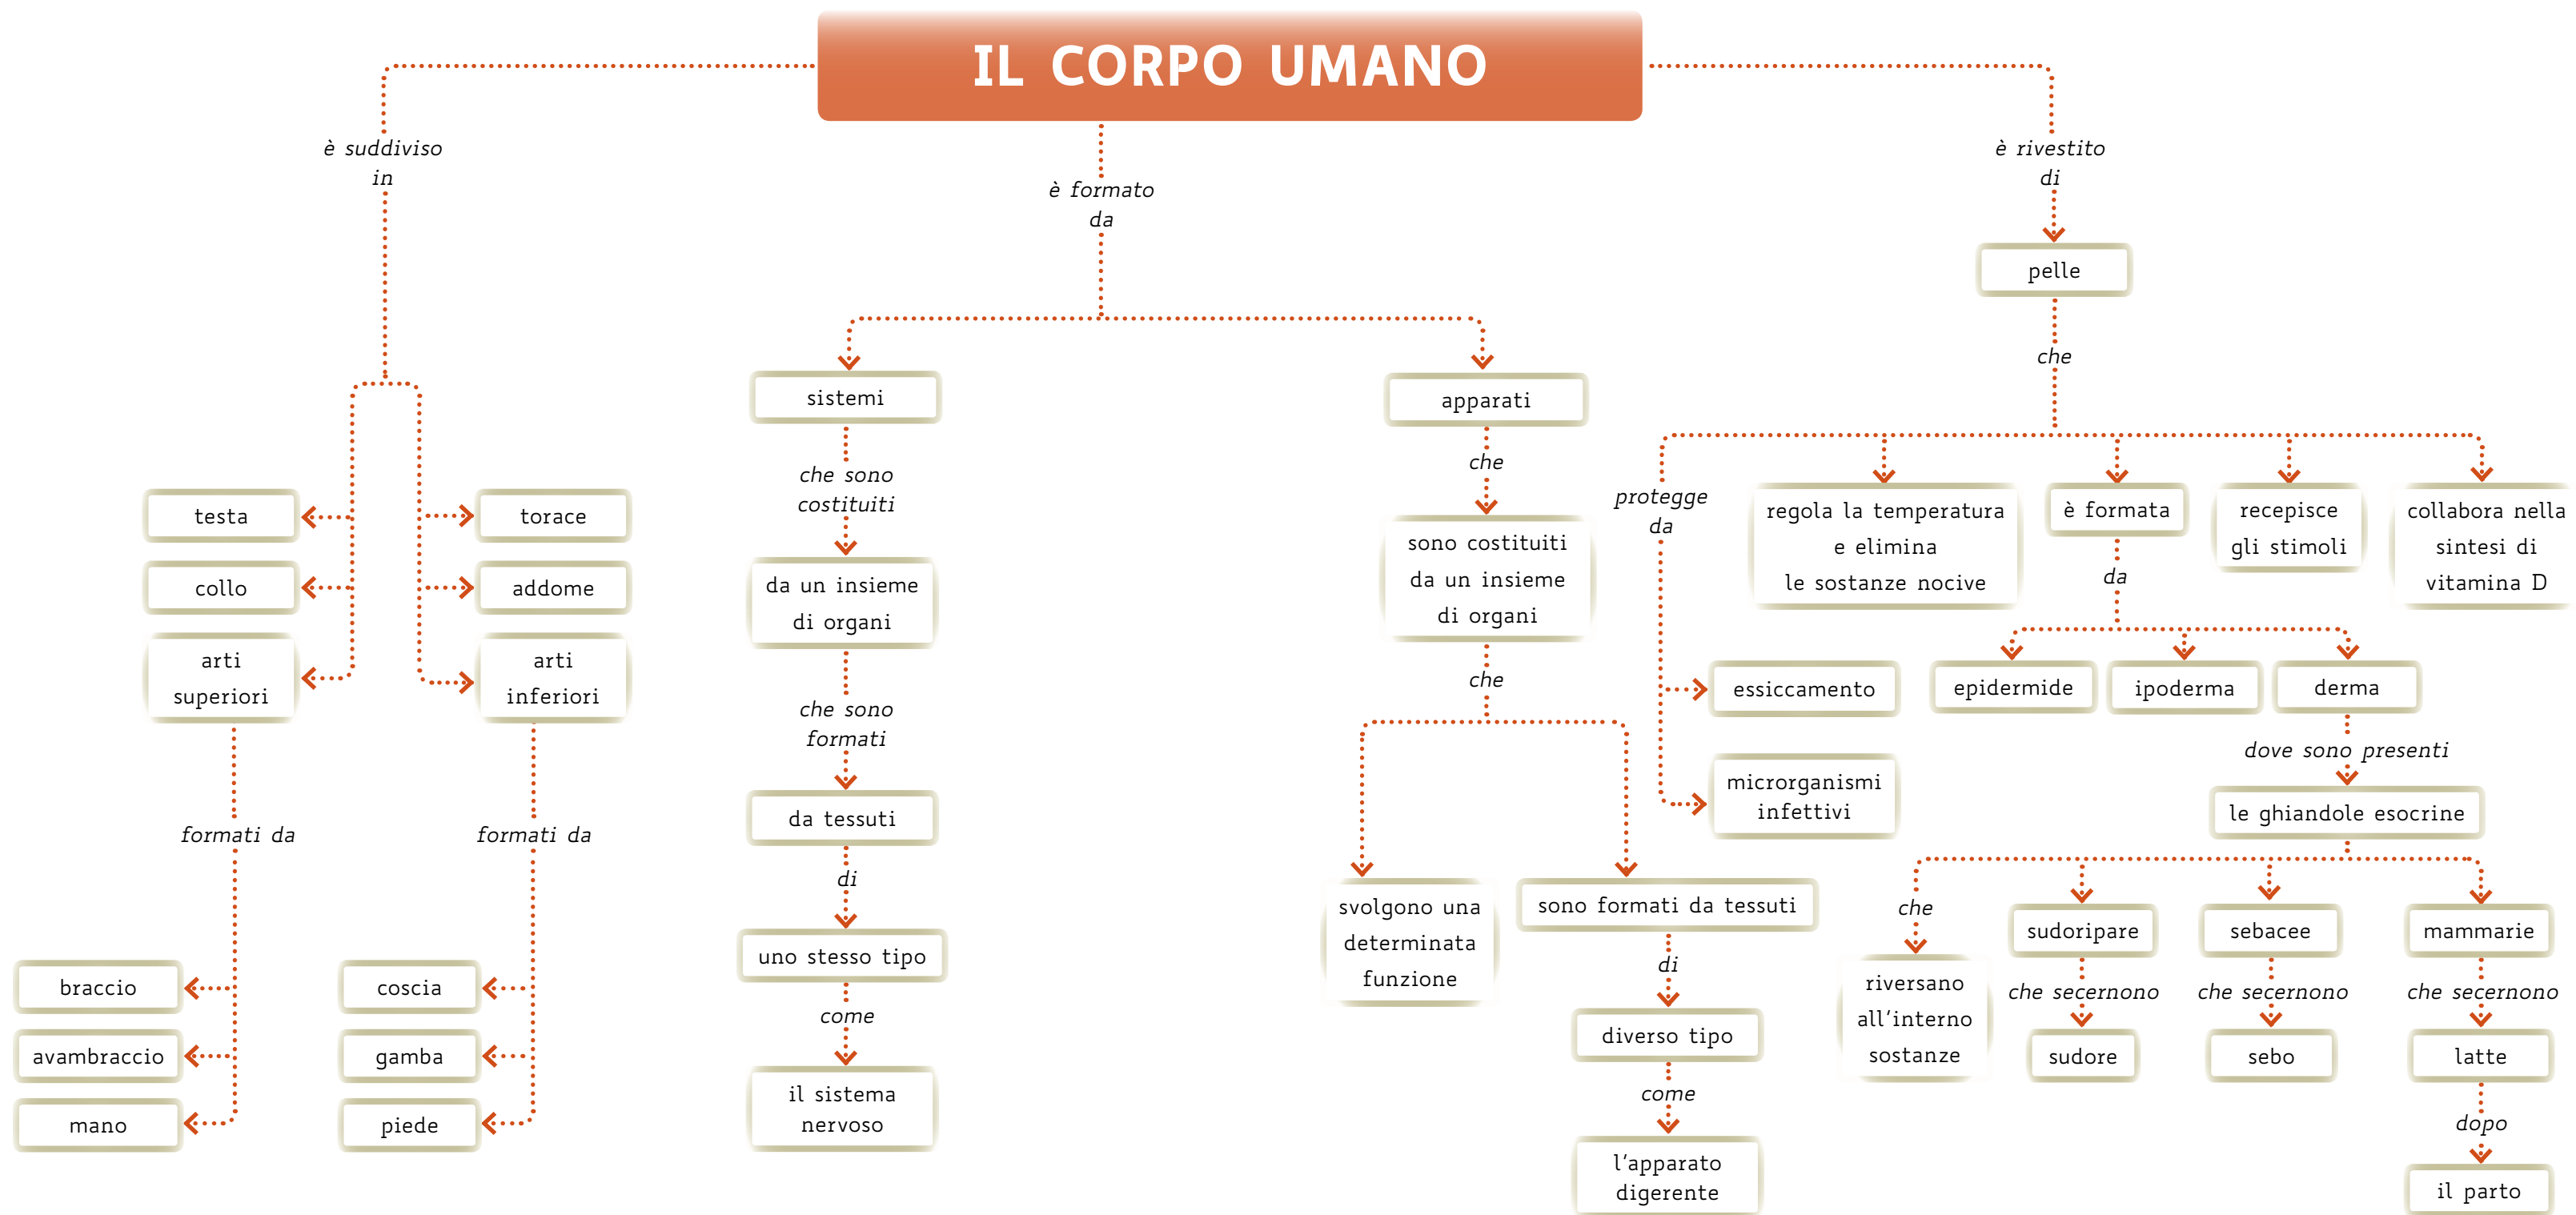 IL CORPO UMANO
è suddiviso
in
testa
collo
arti
superiori
torace
addome
arti
inferiori
formati da
braccio
avambraccio
mano
formati da
coscia
gamba
piede
è formato
da
sistemi
che sono
costituiti
da un insieme
di organi
che sono
formati
da tessuti
di
uno stesso tipo
come
il sistema
nervoso
apparati
che
sono costituiti
da un insieme
di organi
che
svolgono una
determinata
funzione
sono formati da tessuti
di
diverso tipo
come
l'apparato
digerente
è rivestito
di
pelle
che
protegge
da
essiccamento
microrganismi
infettivi
regola la temperatura
e elimina
le sostanze nocive
è formata
da
epidermide
ipoderma
derma
dove sono presenti
le ghiandole esocrine
che
riversano
all'interno
sostanze
sudoripare
che secernono
sudore
sebacee
che secernono
sebo
mammarie
che secernono
latte
dopo
il parto
recepisce
gli stimoli
collabora nella
sintesi di
vitamina D